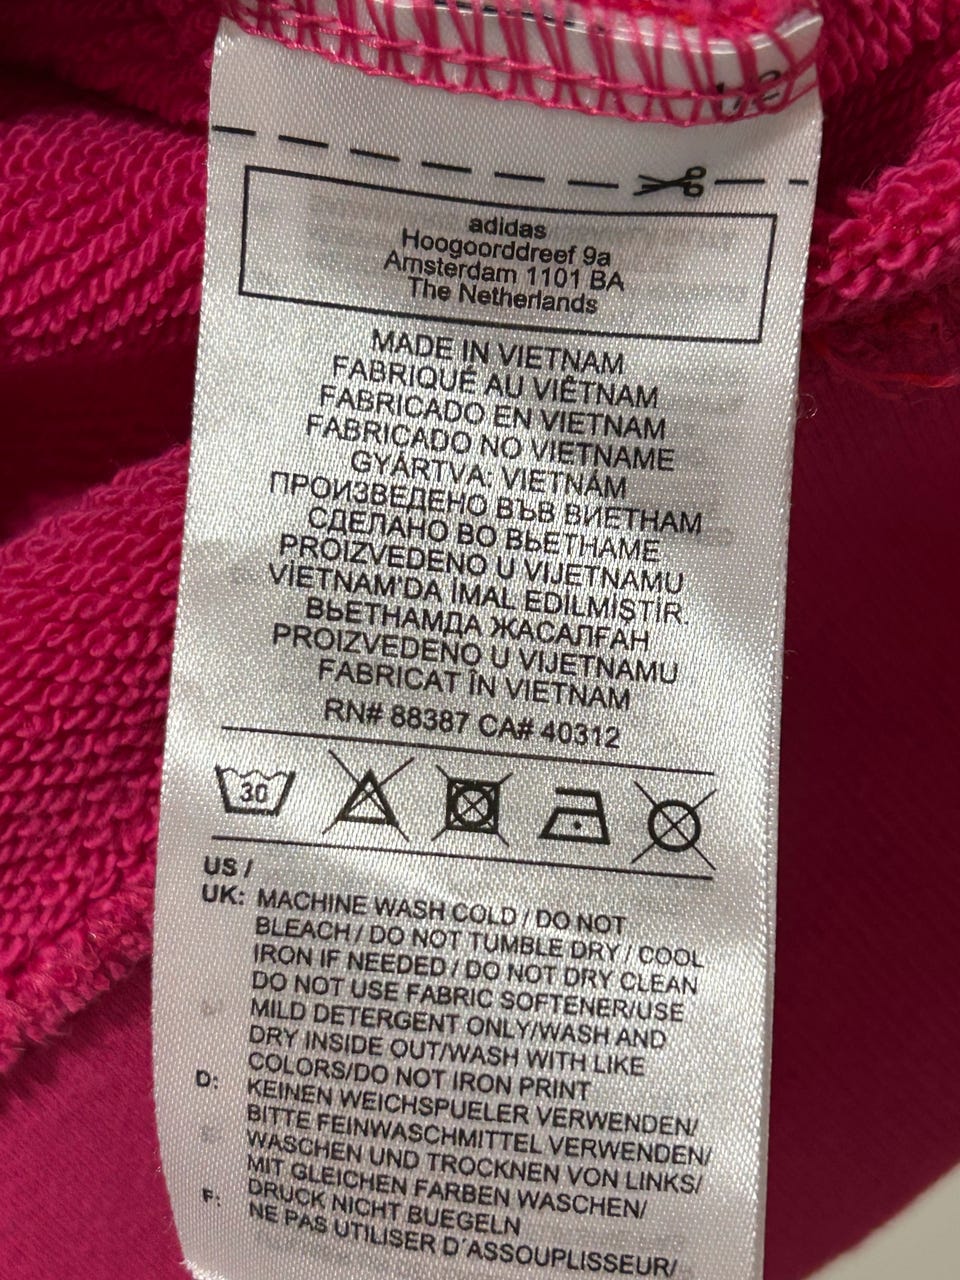 adidas
Hoogoorddreef 9a
Amsterdam 1101 BA
The Netherlands
MADE IN VIETNAM
FABRIQUÉ AU VIÊTNAM
FABRICADO EN VIETNAM
FABRICADO NO VIETNAME
GYÁRTVA: VIETNÁM
ПРОИЗВЕДЕНО ВЪВ ВИЕТНАМ
СДЕЛАНО ВО ВЬЕТНАМЕ
PROIZVEDENO U VIJETNAMU
VİETNAM'DA İMAL EDİLMİŞTİR.
ВЬЕТНАМДА ЖАСАЛҒАН
PROIZVEDENO U VIJETNAMU
FABRICAT ÎN VIETNAM
RN# 88387 CA# 40312
30
US /
UK: MACHINE WASH COLD / DO NOT
BLEACH / DO NOT TUMBLE DRY / COOL
IRON IF NEEDED / DO NOT DRY CLEAN
DO NOT USE FABRIC SOFTENER/USE
MILD DETERGENT ONLY/WASH AND
DRY INSIDE OUT/WASH WITH LIKE
COLORS/DO NOT IRON PRINT
D: KEINEN WEICHSPUELER VERWENDEN/
BITTE FEINWASCHMITTEL VERWENDEN/
WASCHEN UND TROCKNEN VON LINKS/
MIT GLEICHEN FARBEN WASCHEN/
DRUCK NICHT BUEGELN
F: NE PAS UTILISER D´ASSOUPLISSEUR/